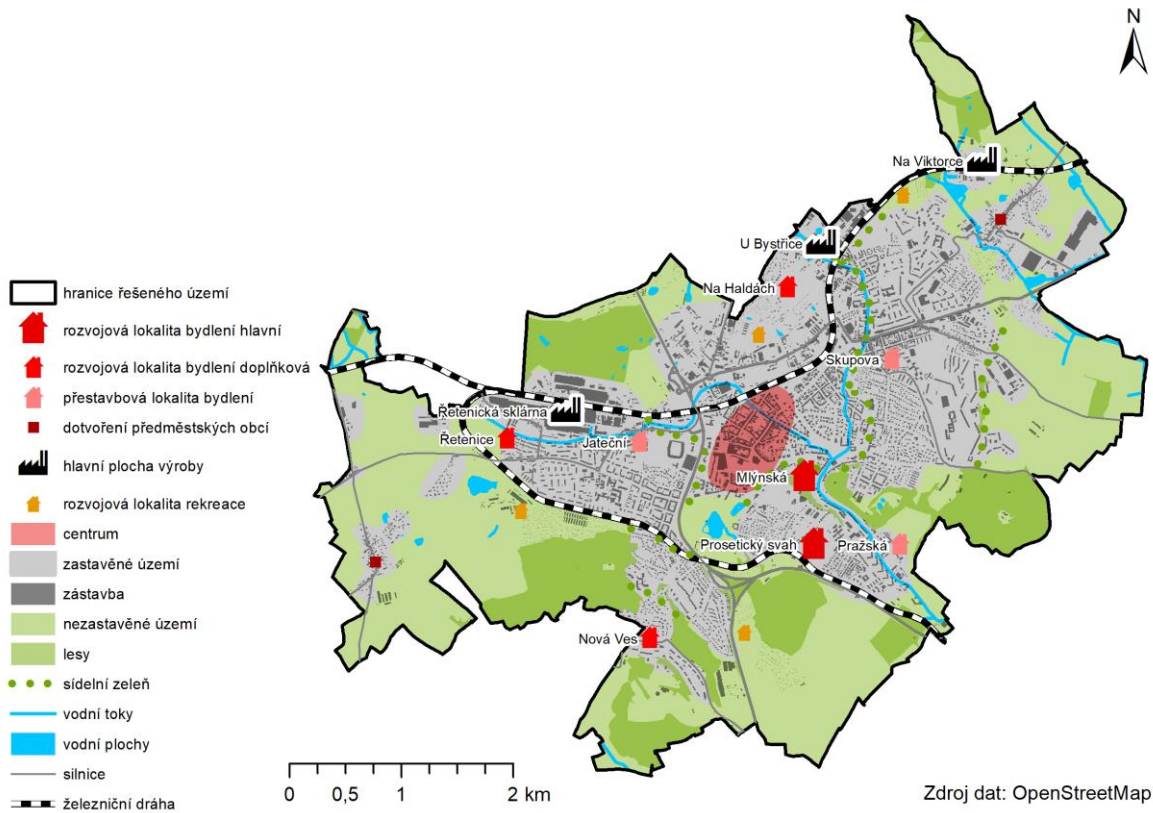 N
Na Viktorce
U Bystřice
Na Haldách
Skupova
Řetenická sklárna
Řetenice
Jateční
Mlýnská
Prosetický svah
Pražská
Nová Ves
hranice řešeného území
rozvojová lokalita bydlení hlavní
rozvojová lokalita bydlení doplňková
přestavbová lokalita bydlení
dotvoření předměstských obcí
hlavní plocha výroby
rozvojová lokalita rekreace
centrum
zastavěné území
zástavba
nezastavěné území
lesy
sídelní zeleň
vodní toky
vodní plochy
silnice
železniční dráha
0 0,5 1 2 km
Zdroj dat: OpenStreetMap